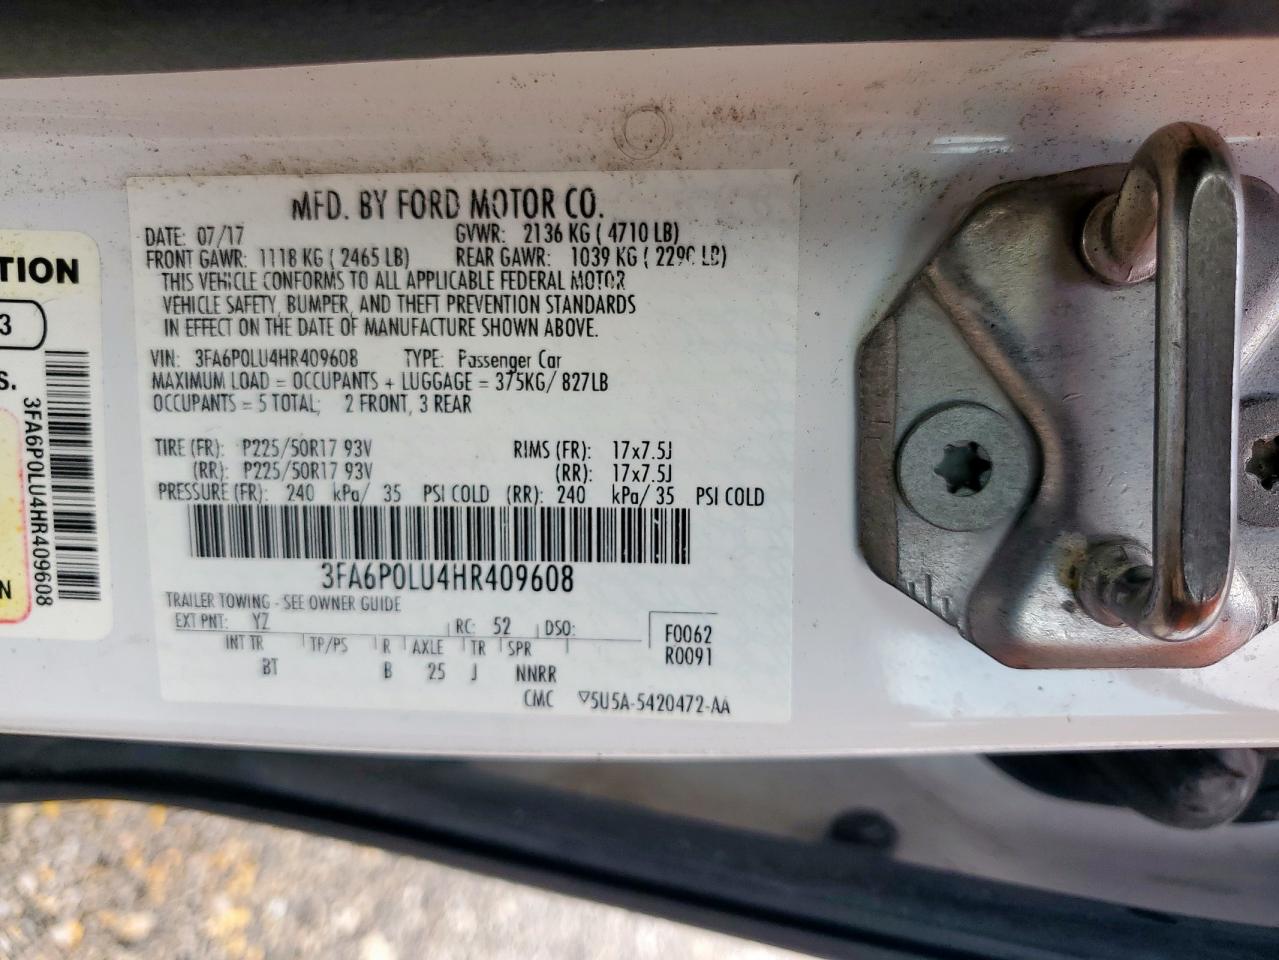 MFD. BY FORD MOTOR CO.
DATE: 07/17 GVWR: 2136 KG ( 4710 LB)
FRONT GAWR: 1118 KG ( 2465 LB) REAR GAWR: 1039 KG ( 2290 LB)
THIS VEHICLE CONFORMS TO ALL APPLICABLE FEDERAL MOTOR
VEHICLE SAFETY, BUMPER, AND THEFT PREVENTION STANDARDS
IN EFFECT ON THE DATE OF MANUFACTURE SHOWN ABOVE.
VIN: 3FA6P0LU4HR409608 TYPE: Passenger Car
MAXIMUM LOAD = OCCUPANTS + LUGGAGE = 375KG/ 827LB
OCCUPANTS = 5 TOTAL; 2 FRONT, 3 REAR
TIRE (FR): P225/50R17 93V RIMS (FR): 17x7.5J
(RR): P225/50R17 93V (RR): 17x7.5J
PRESSURE (FR): 240 kPa/ 35 PSI COLD (RR): 240 kPa/ 35 PSI COLD
3FA6P0LU4HR409608
TRAILER TOWING - SEE OWNER GUIDE
EXT PNT: YZ RC: 52 DSO:
INT TR TP/PS R AXLE TR SPR
BT B 25 J NNRR
F0062
R0091
CMC ▽5U5A-5420472-AA
TION
3
S.
3FA6P0LU4HR409608
N